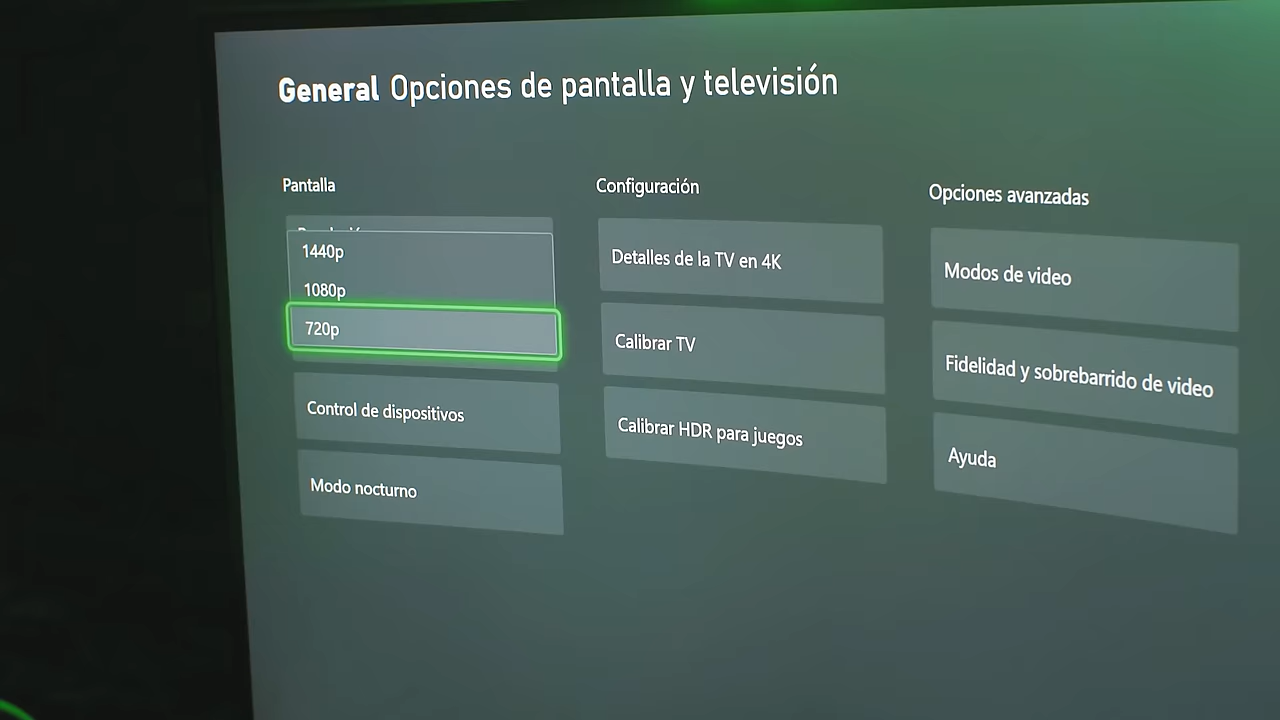 General Opciones de pantalla y televisión
Pantalla
1440p
1080p
720p
Control de dispositivos
Modo nocturno
Configuración
Detalles de la TV en 4K
Calibrar TV
Calibrar HDR para juegos
Opciones avanzadas
Modos de video
Fidelidad y sobrebarrido de video
Ayuda